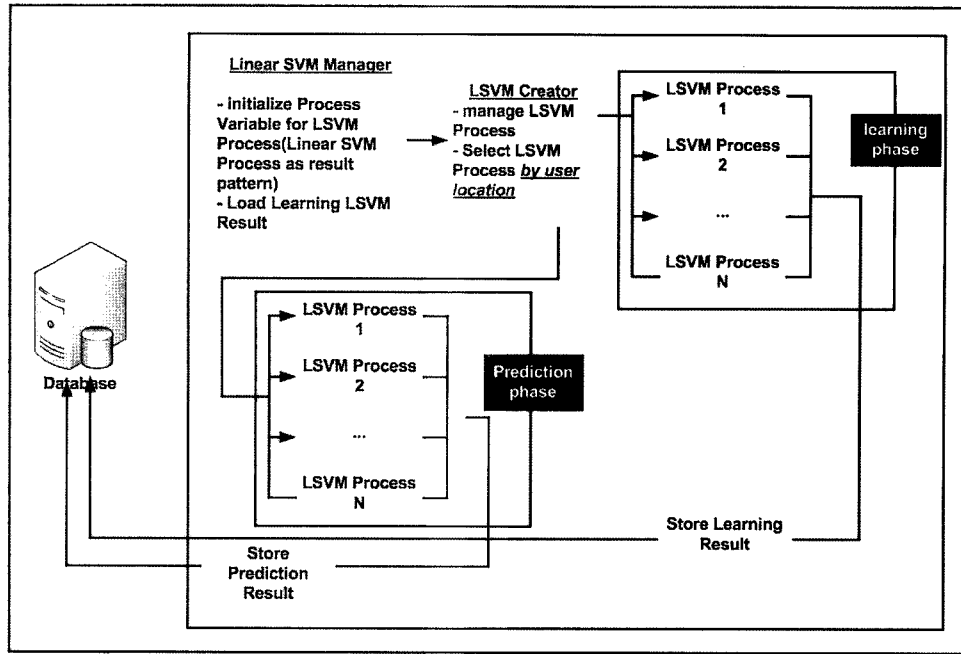 Linear SVM Manager
- initialize Process
Variable for LSVM
Process(Linear SVM
Process as result
pattern)
- Load Learning LSVM
Result
LSVM Creator
- manage LSVM
Process
- Select LSVM
Process by user
location
LSVM Process
1
LSVM Process
2
...
LSVM Process
N
learning
phase
Database
LSVM Process
1
LSVM Process
2
...
LSVM Process
N
Prediction
phase
Store Learning
Result
Store
Prediction
Result